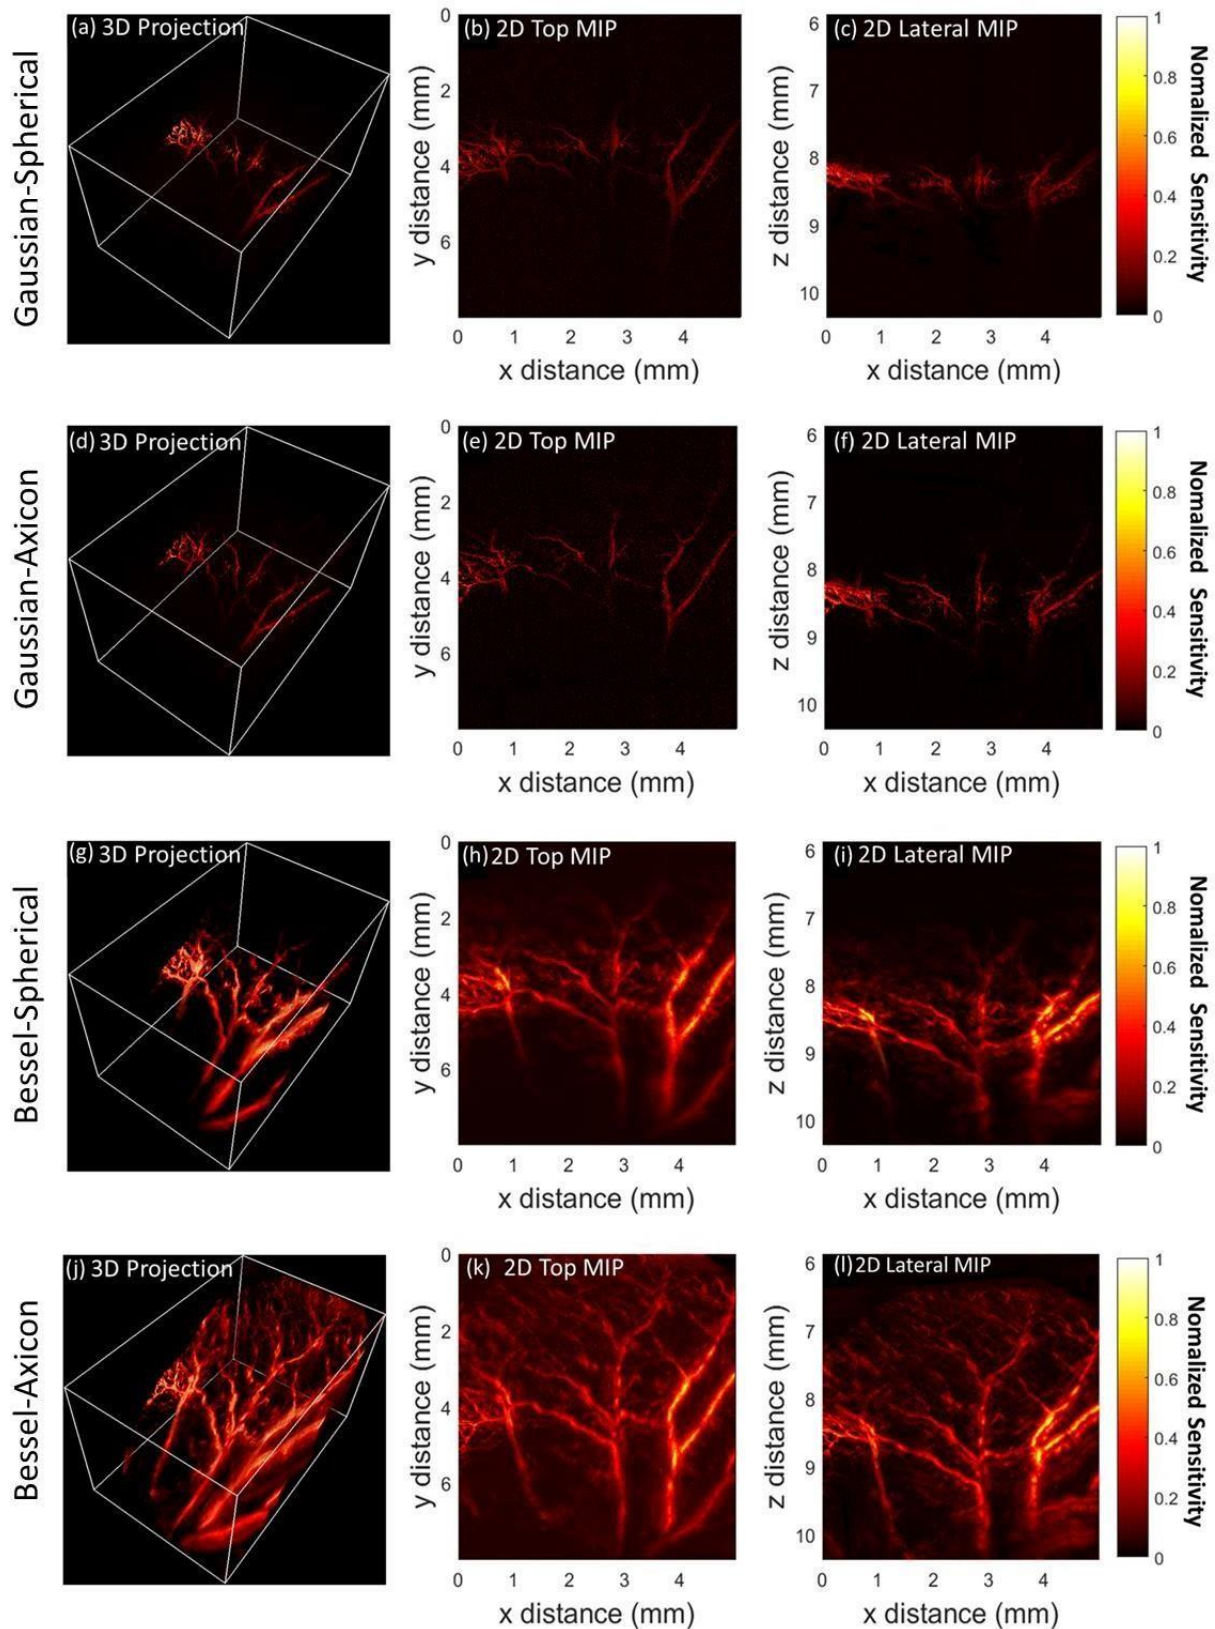 Gaussian-Spherical
(a) 3D Projection
(b) 2D Top MIP
0
2
4
6
y distance (mm)
0 1 2 3 4
x distance (mm)
(c) 2D Lateral MIP
6
7
8
9
10
z distance (mm)
0 1 2 3 4
x distance (mm)
1
0.8
0.6
0.4
0.2
0
Nomalized Sensitivity
Gaussian-Axicon
(d) 3D Projection
(e) 2D Top MIP
0
2
4
6
y distance (mm)
0 1 2 3 4
x distance (mm)
(f) 2D Lateral MIP
6
7
8
9
10
z distance (mm)
0 1 2 3 4
x distance (mm)
1
0.8
0.6
0.4
0.2
0
Nomalized Sensitivity
Bessel-Spherical
(g) 3D Projection
(h) 2D Top MIP
0
2
4
6
y distance (mm)
0 1 2 3 4
x distance (mm)
(i) 2D Lateral MIP
6
7
8
9
10
z distance (mm)
0 1 2 3 4
x distance (mm)
1
0.8
0.6
0.4
0.2
0
Nomalized Sensitivity
Bessel-Axicon
(j) 3D Projection
(k) 2D Top MIP
0
2
4
6
y distance (mm)
0 1 2 3 4
x distance (mm)
(l) 2D Lateral MIP
6
7
8
9
10
z distance (mm)
0 1 2 3 4
x distance (mm)
1
0.8
0.6
0.4
0.2
0
Nomalized Sensitivity